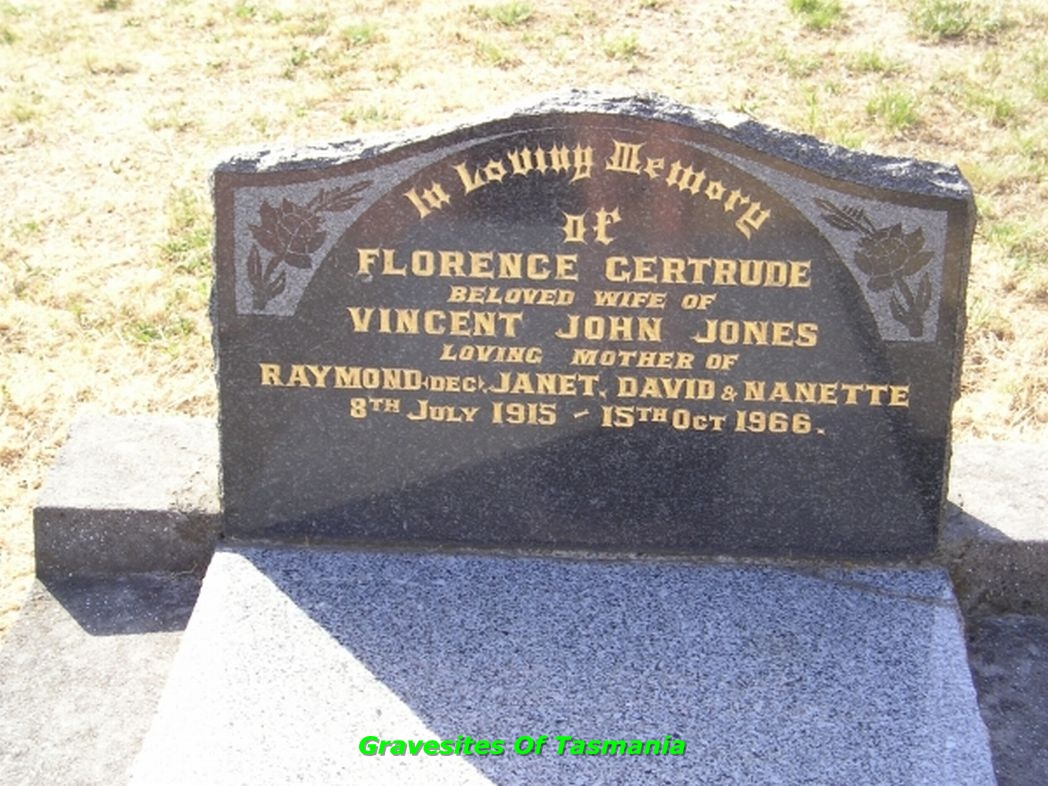 In Loving Memory
of
FLORENCE GERTRUDE
BELOVED WIFE OF
VINCENT JOHN JONES
LOVING MOTHER OF
RAYMOND (DEC), JANET, DAVID & NANETTE
8TH JULY 1915 - 15TH OCT 1966.
Gravesites Of Tasmania